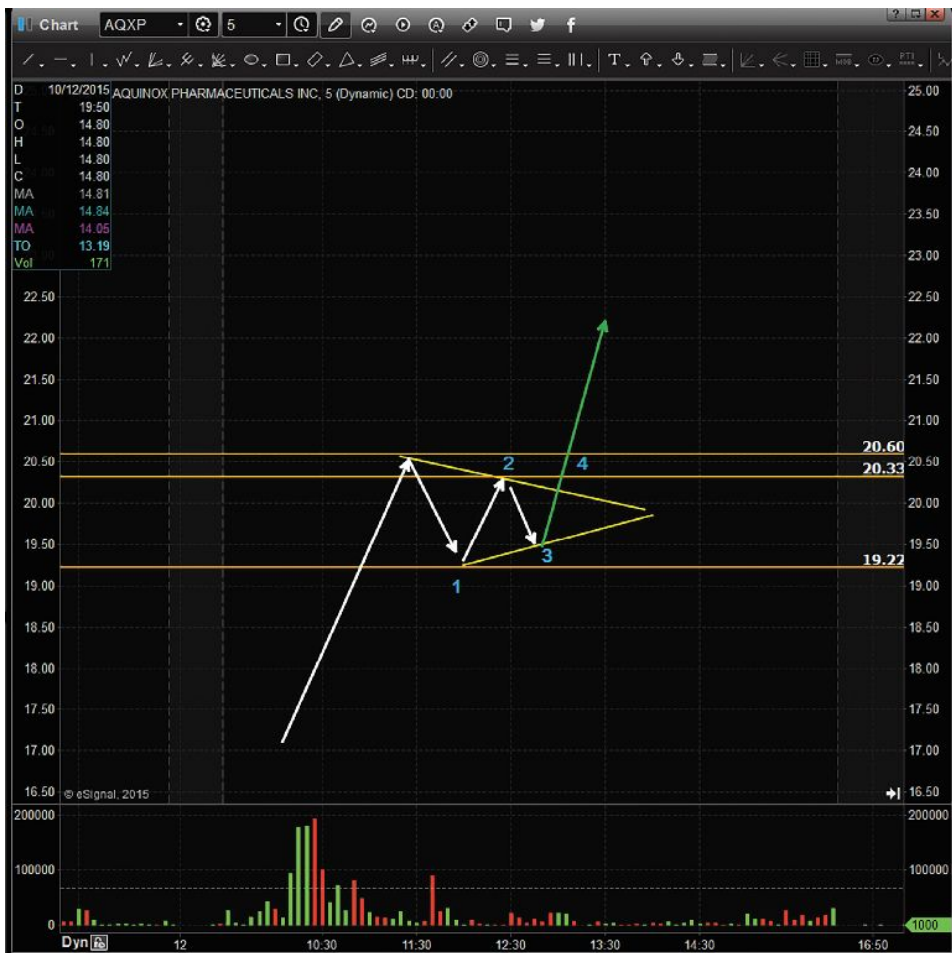 Chart AQXP 5
D 10/12/2015 AQUINOX PHARMACEUTICALS INC, 5 (Dynamic) CD: 00:00
T 19:50
O 14.80
H 14.80
L 14.80
C 14.80
MA 14.81
MA 14.84
MA 14.05
TO 13.19
Vol 171
25.00
24.50
24.00
23.50
23.00
22.50 22.50
22.00 22.00
21.50 21.50
21.00 21.00
20.60
20.50 2 4 20.50
20.33
20.00 20.00
19.50 3 19.50
19.22
19.00 1 19.00
18.50 18.50
18.00 18.00
17.50 17.50
17.00 17.00
16.50 © eSignal, 2015 16.50
200000 200000
100000 100000
0 1000
Dyn 12 10:30 11:30 12:30 13:30 14:30 16:50